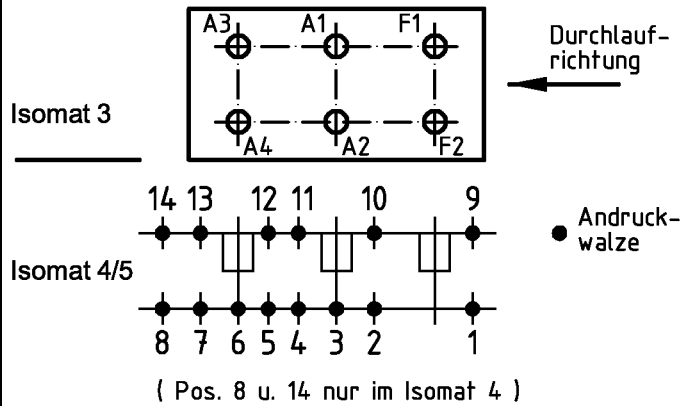 A3 A1 F1
Durchlauf-
richtung
Isomat 3
A4 A2 F2
14 13 12 11 10 9
Andruck-
walze
Isomat 4/5
8 7 6 5 4 3 2 1
( Pos. 8 u. 14 nur im Isomat 4 )